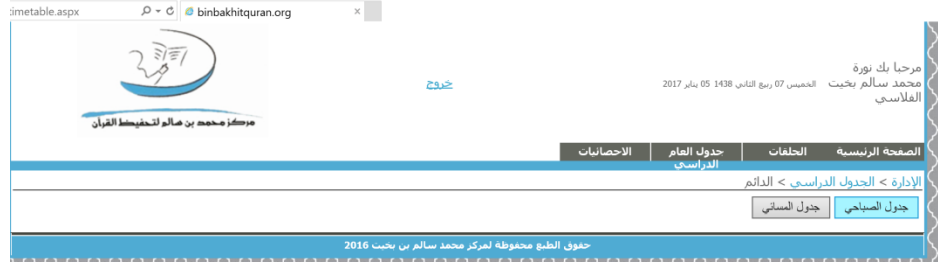 timetable.aspx
binbakhitquran.org
مرحبا بك نورة
محمد سالم بخيت
الفلاسي
الخميس 07 ربيع الثاني 1438 05 يناير 2017
خروج
مركز محمد بن سالم لتحفيظ القرآن
الصفحة الرئيسية
الحلقات
جدول العام
الدراسي
الاحصائيات
الإدارة > الجدول الدراسي > الدائم
جدول الصباحي
جدول المسائي
حقوق الطبع محفوظة لمركز محمد سالم بن بخيت 2016